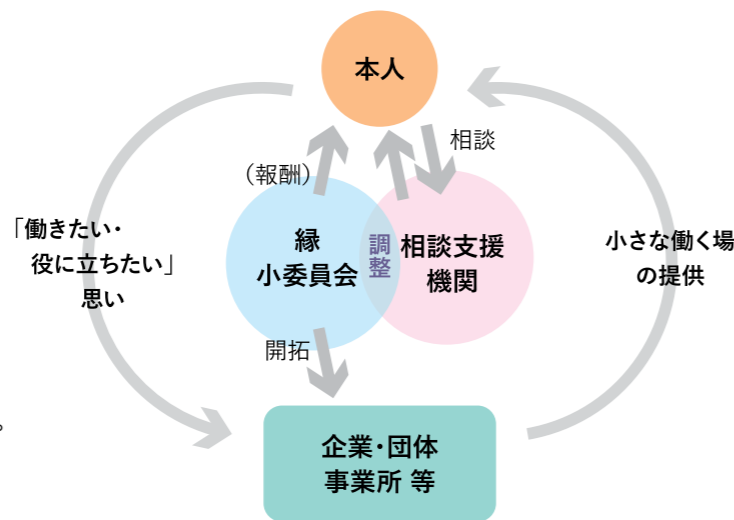 本人
相談
（報酬）
縁
小委員会
調整
相談支援
機関
「働きたい・
役に立ちたい」
思い
小さな働く場
の提供
開拓
。
企業・団体
事業所 等